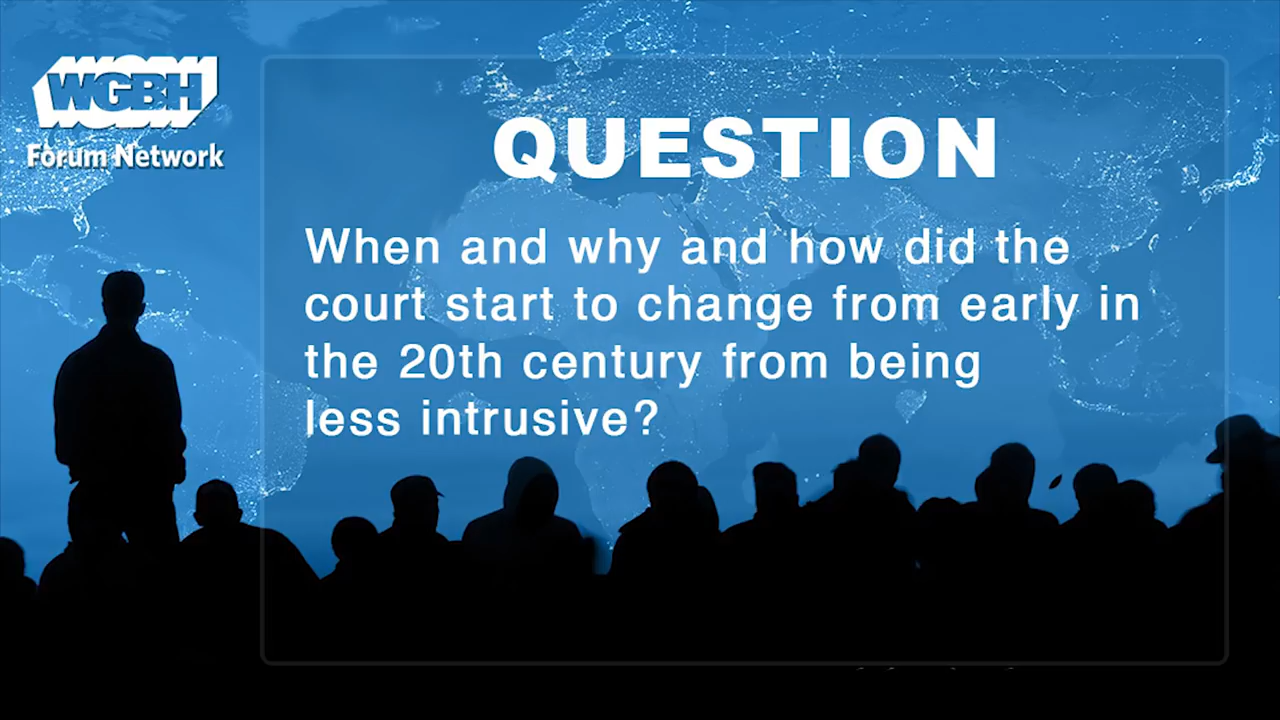 WGBH
Forum Network
QUESTION
When and why and how did the
court start to change from early in
the 20th century from being
less intrusive?